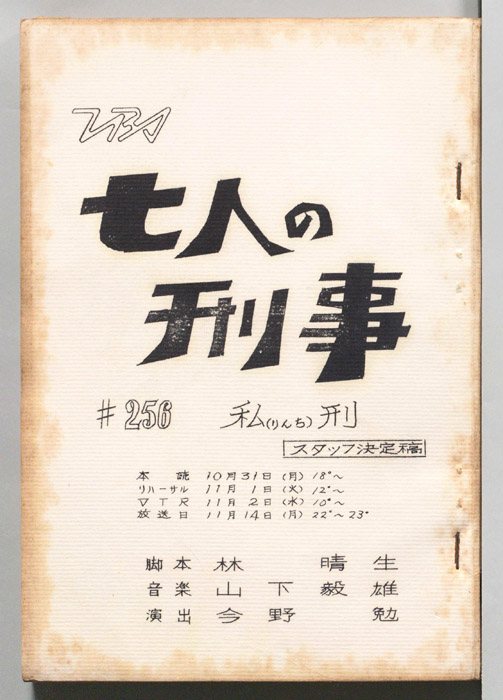 TBS
七人の
刑事
#256 私(りんち)刑
スタッフ決定稿
本読 10月31日(月) 18°~
リハーサル 11月1日(火) 12°~
VTR 11月2日(水) 10°~
放送日 11月14日(月) 22°~23°
脚本 林晴生
音楽 山下毅雄
演出 今野勉